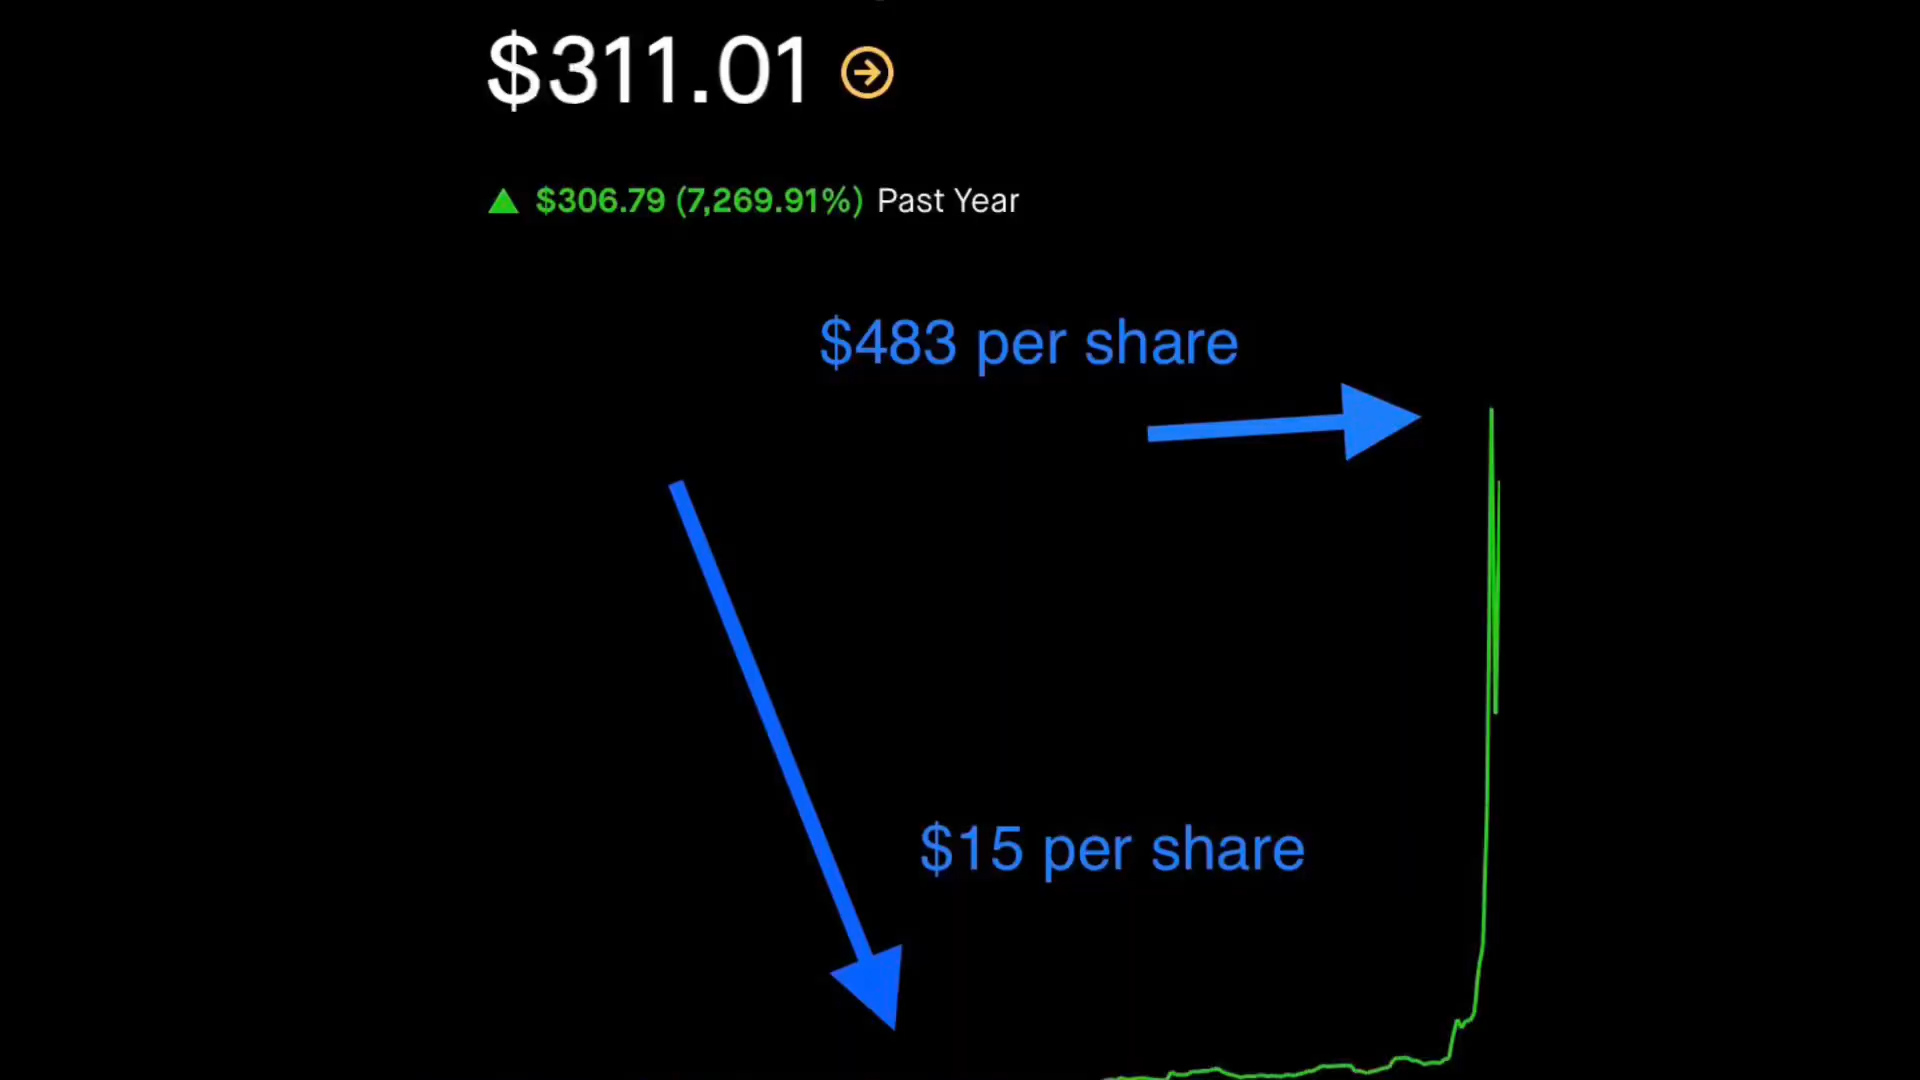 $311.01
$306.79 (7,269.91%) Past Year
$483 per share
$15 per share